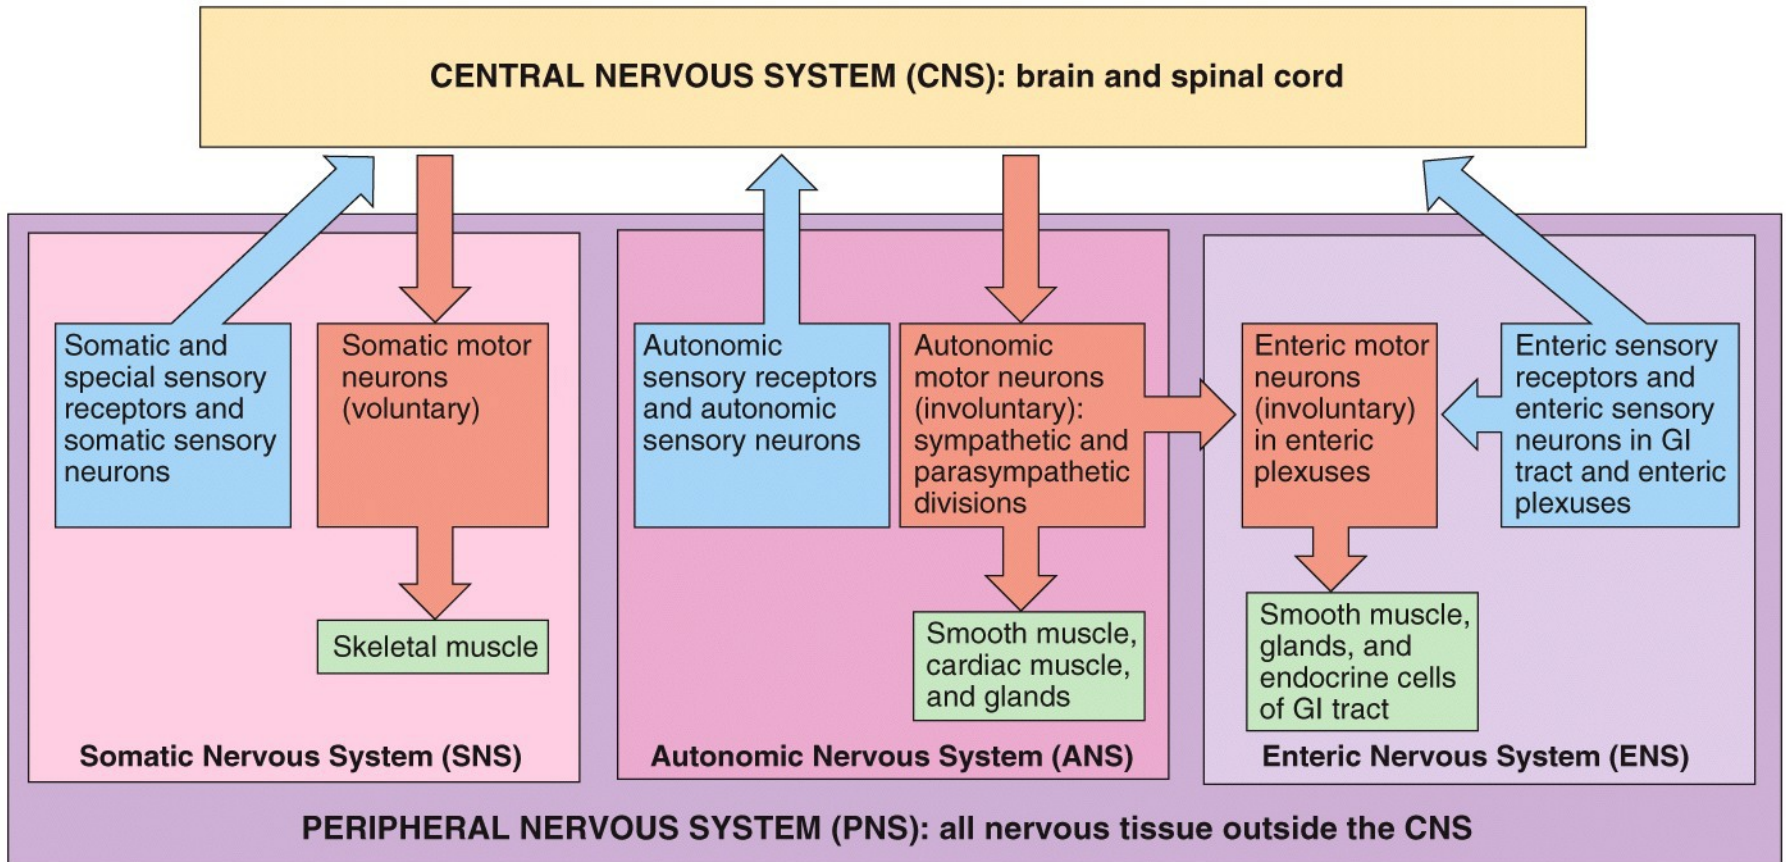 CENTRAL NERVOUS SYSTEM (CNS): brain and spinal cord
Somatic and
special sensory
receptors and
somatic sensory
neurons
Somatic motor
neurons
(voluntary)
Skeletal muscle
Somatic Nervous System (SNS)
Autonomic
sensory receptors
and autonomic
sensory neurons
Autonomic
motor neurons
(involuntary):
sympathetic and
parasympathetic
divisions
Smooth muscle,
cardiac muscle,
and glands
Autonomic Nervous System (ANS)
Enteric motor
neurons
(involuntary)
in enteric
plexuses
Enteric sensory
receptors and
enteric sensory
neurons in GI
tract and enteric
plexuses
Smooth muscle,
glands, and
endocrine cells
of GI tract
Enteric Nervous System (ENS)
PERIPHERAL NERVOUS SYSTEM (PNS): all nervous tissue outside the CNS